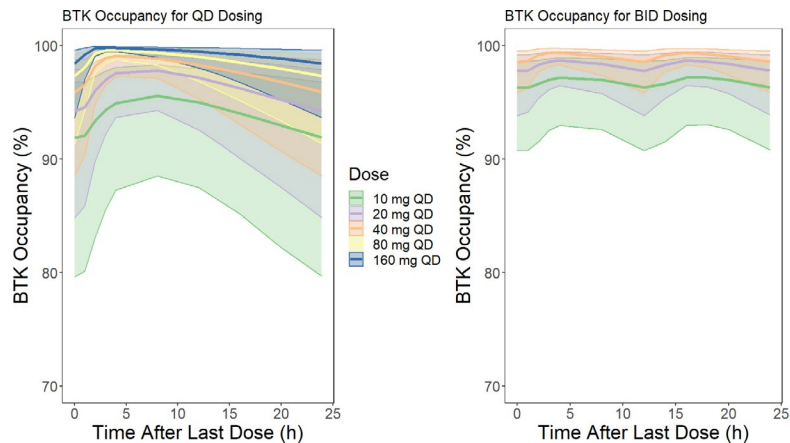 BTK Occupancy for QD Dosing
100
90
80
70
BTK Occupancy (%)
0 5 10 15 20 25
Time After Last Dose (h)
Dose
10 mg QD
20 mg QD
40 mg QD
80 mg QD
160 mg QD
BTK Occupancy for BID Dosing
100
90
80
70
BTK Occupancy (%)
0 5 10 15 20 25
Time After Last Dose (h)